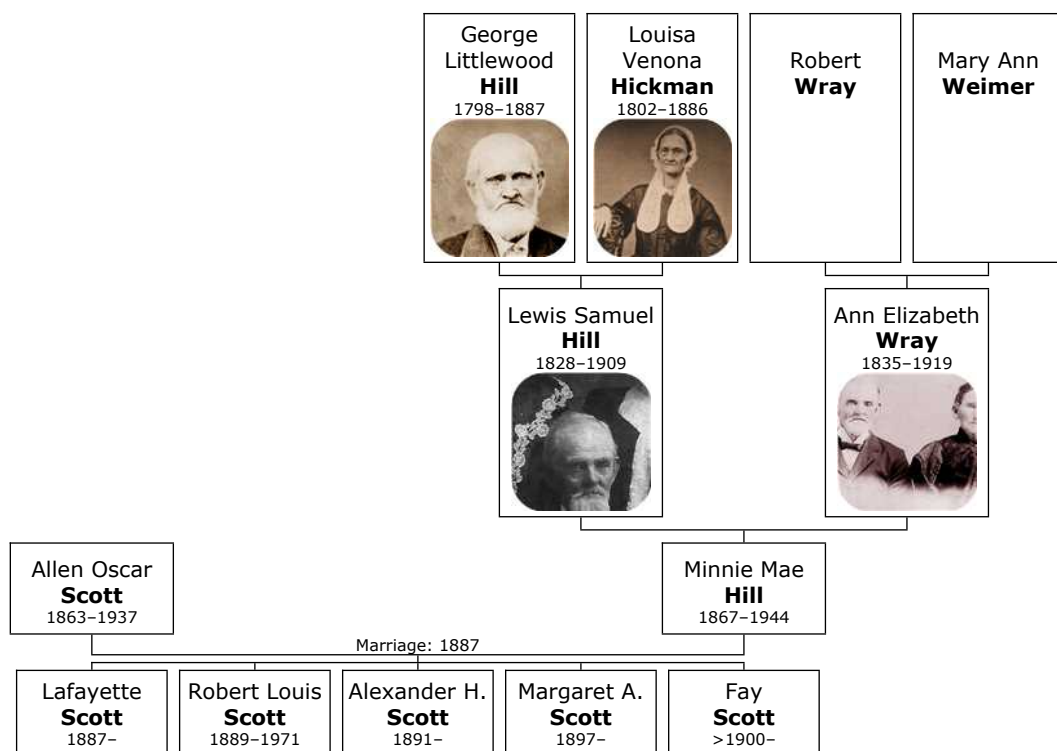 George
Littlewood
Hill
1798–1887
Louisa
Venona
Hickman
1802–1886
Robert
Wray
Mary Ann
Weimer
Lewis Samuel
Hill
1828–1909
Ann Elizabeth
Wray
1835–1919
Allen Oscar
Scott
1863–1937
Minnie Mae
Hill
1867–1944
Marriage: 1887
Lafayette
Scott
1887–
Robert Louis
Scott
1889–1971
Alexander H.
Scott
1891–
Margaret A.
Scott
1897–
Fay
Scott
>1900–